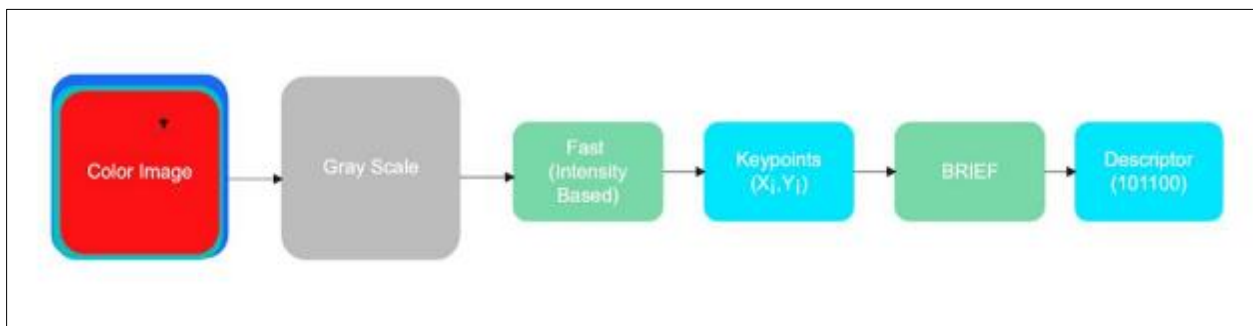 Color Image
Gray Scale
Fast
(Intensity
Based)
Keypoints
(Xi,Yi)
BRIEF
Descriptor
(101100)